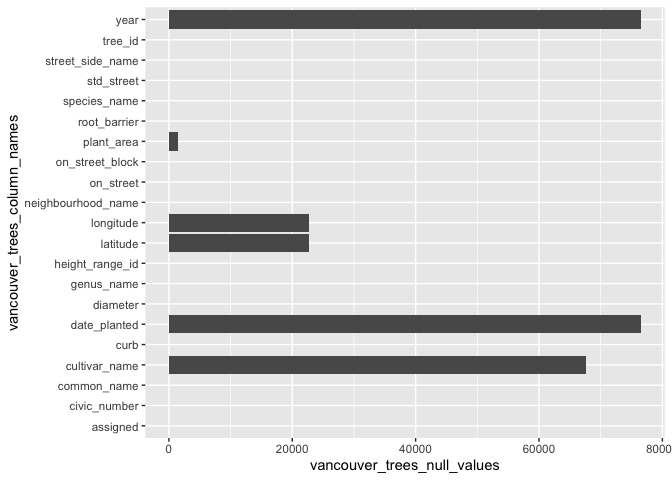 year
tree_id
street_side_name
std_street
species_name
root_barrier
plant_area
on_street_block
on_street
neighbourhood_name
longitude
latitude
height_range_id
genus_name
diameter
date_planted
curb
cultivar_name
common_name
civic_number
assigned
vancouver_trees_column_names
0 20000 40000 60000 8000
vancouver_trees_null_values